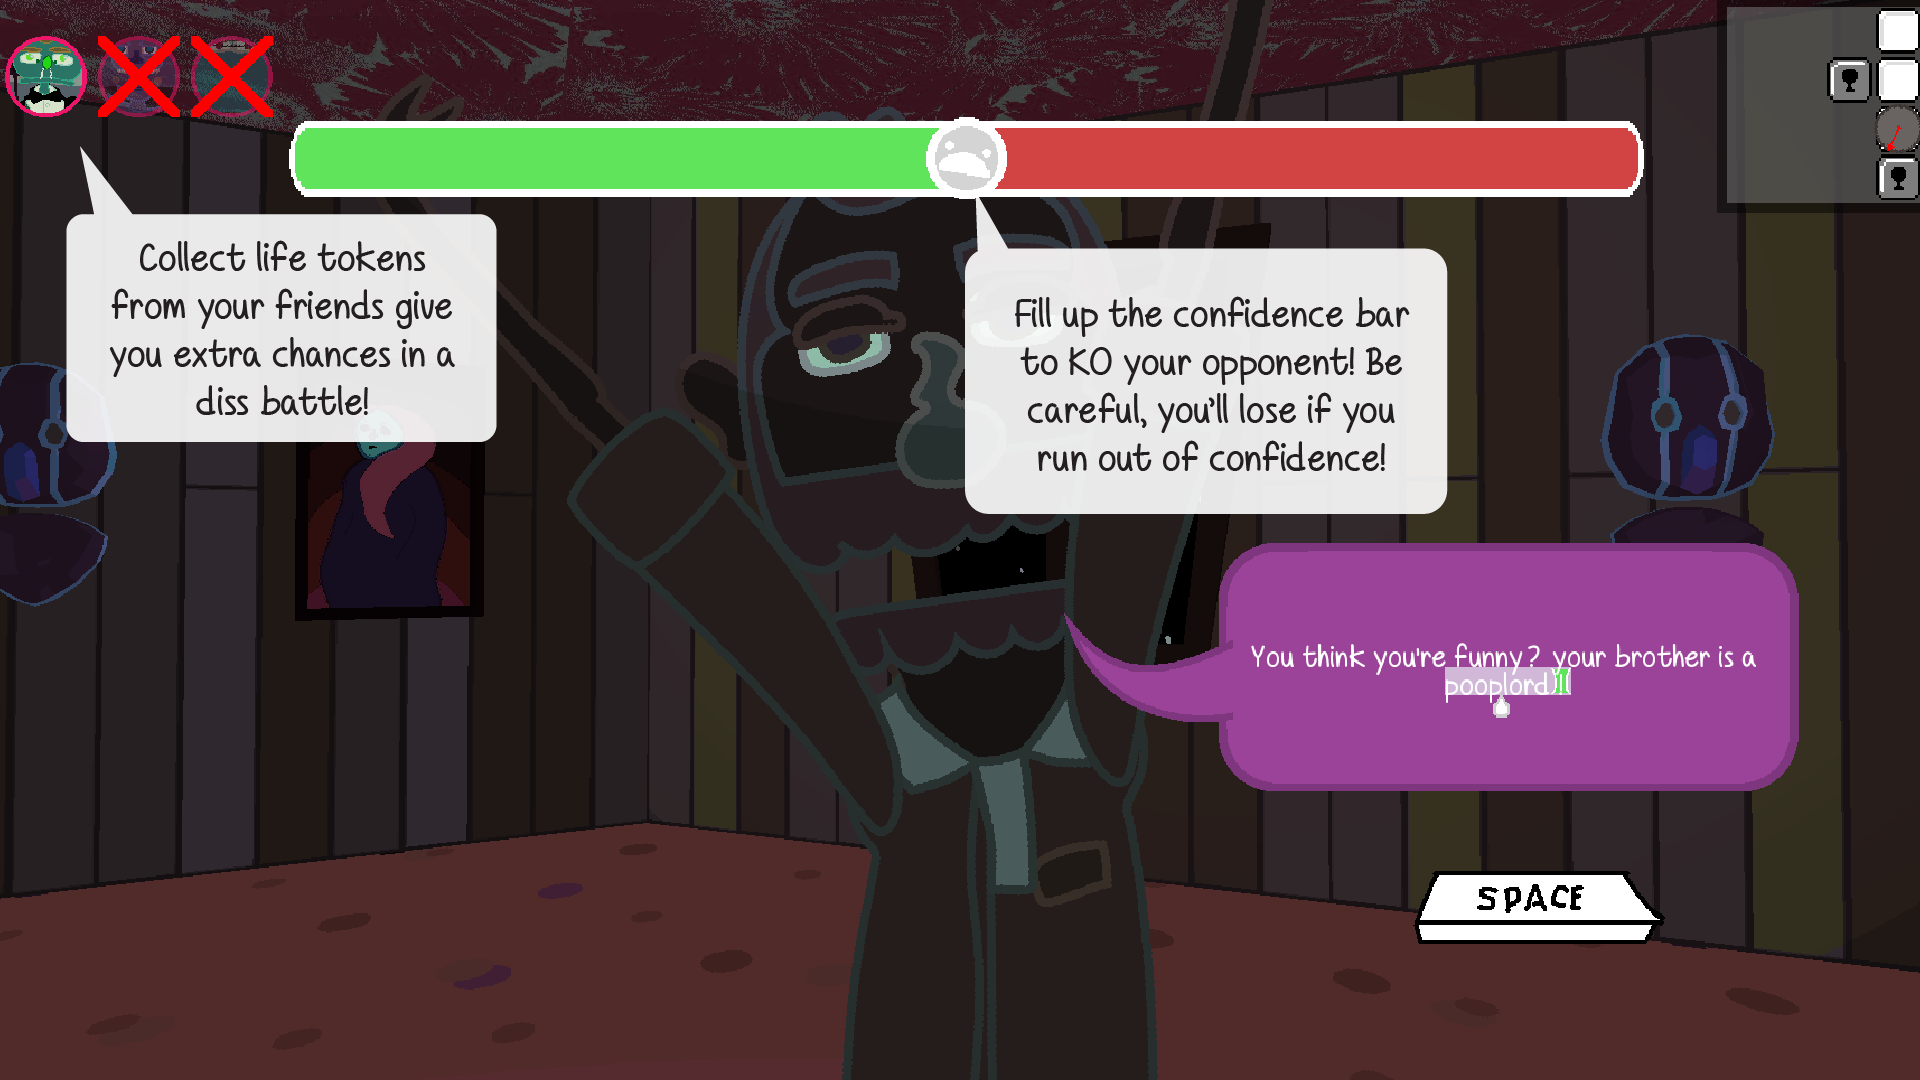 Collect life tokens
from your friends give
you extra chances in a
diss battle!
Fill up the confidence bar
to KO your opponent! Be
careful, you'll lose if you
run out of confidence!
You think you're funny? your brother is a
pooplord.
SPACE